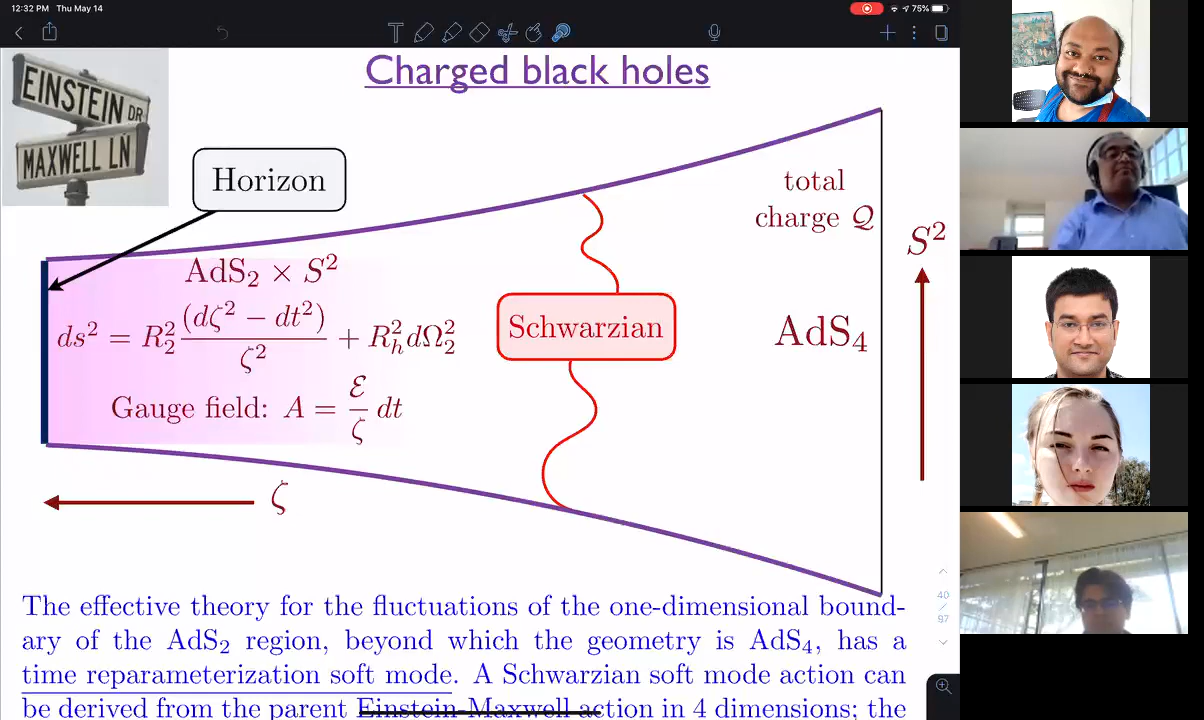 12:32 PM Thu May 14
75%
T
Charged black holes
EINSTEIN DR
MAXWELL LN
Horizon
total
charge 𝒬
S²
AdS₂ × S²
ds² = R₂² (dζ² − dt²)/ζ² + Rₕ² dΩ₂²
Schwarzian
AdS₄
Gauge field: A = ℰ/ζ dt
ζ
40
/
97
The effective theory for the fluctuations of the one-dimensional bound-
ary of the AdS₂ region, beyond which the geometry is AdS₄, has a
time reparameterization soft mode. A Schwarzian soft mode action can
be derived from the parent Einstein-Maxwell action in 4 dimensions; the